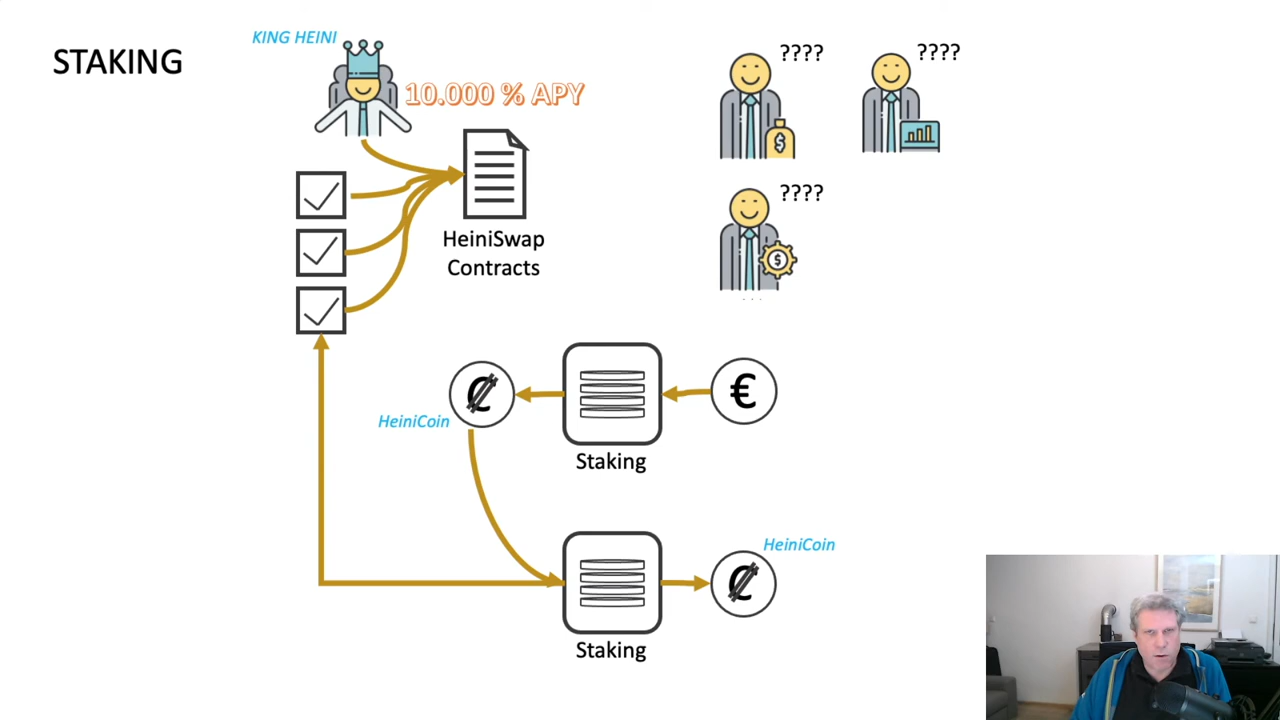 STAKING
KING HEINI
10.000 % APY
????
????
????
HeiniSwap
Contracts
€
HeiniCoin
Staking
HeiniCoin
Staking